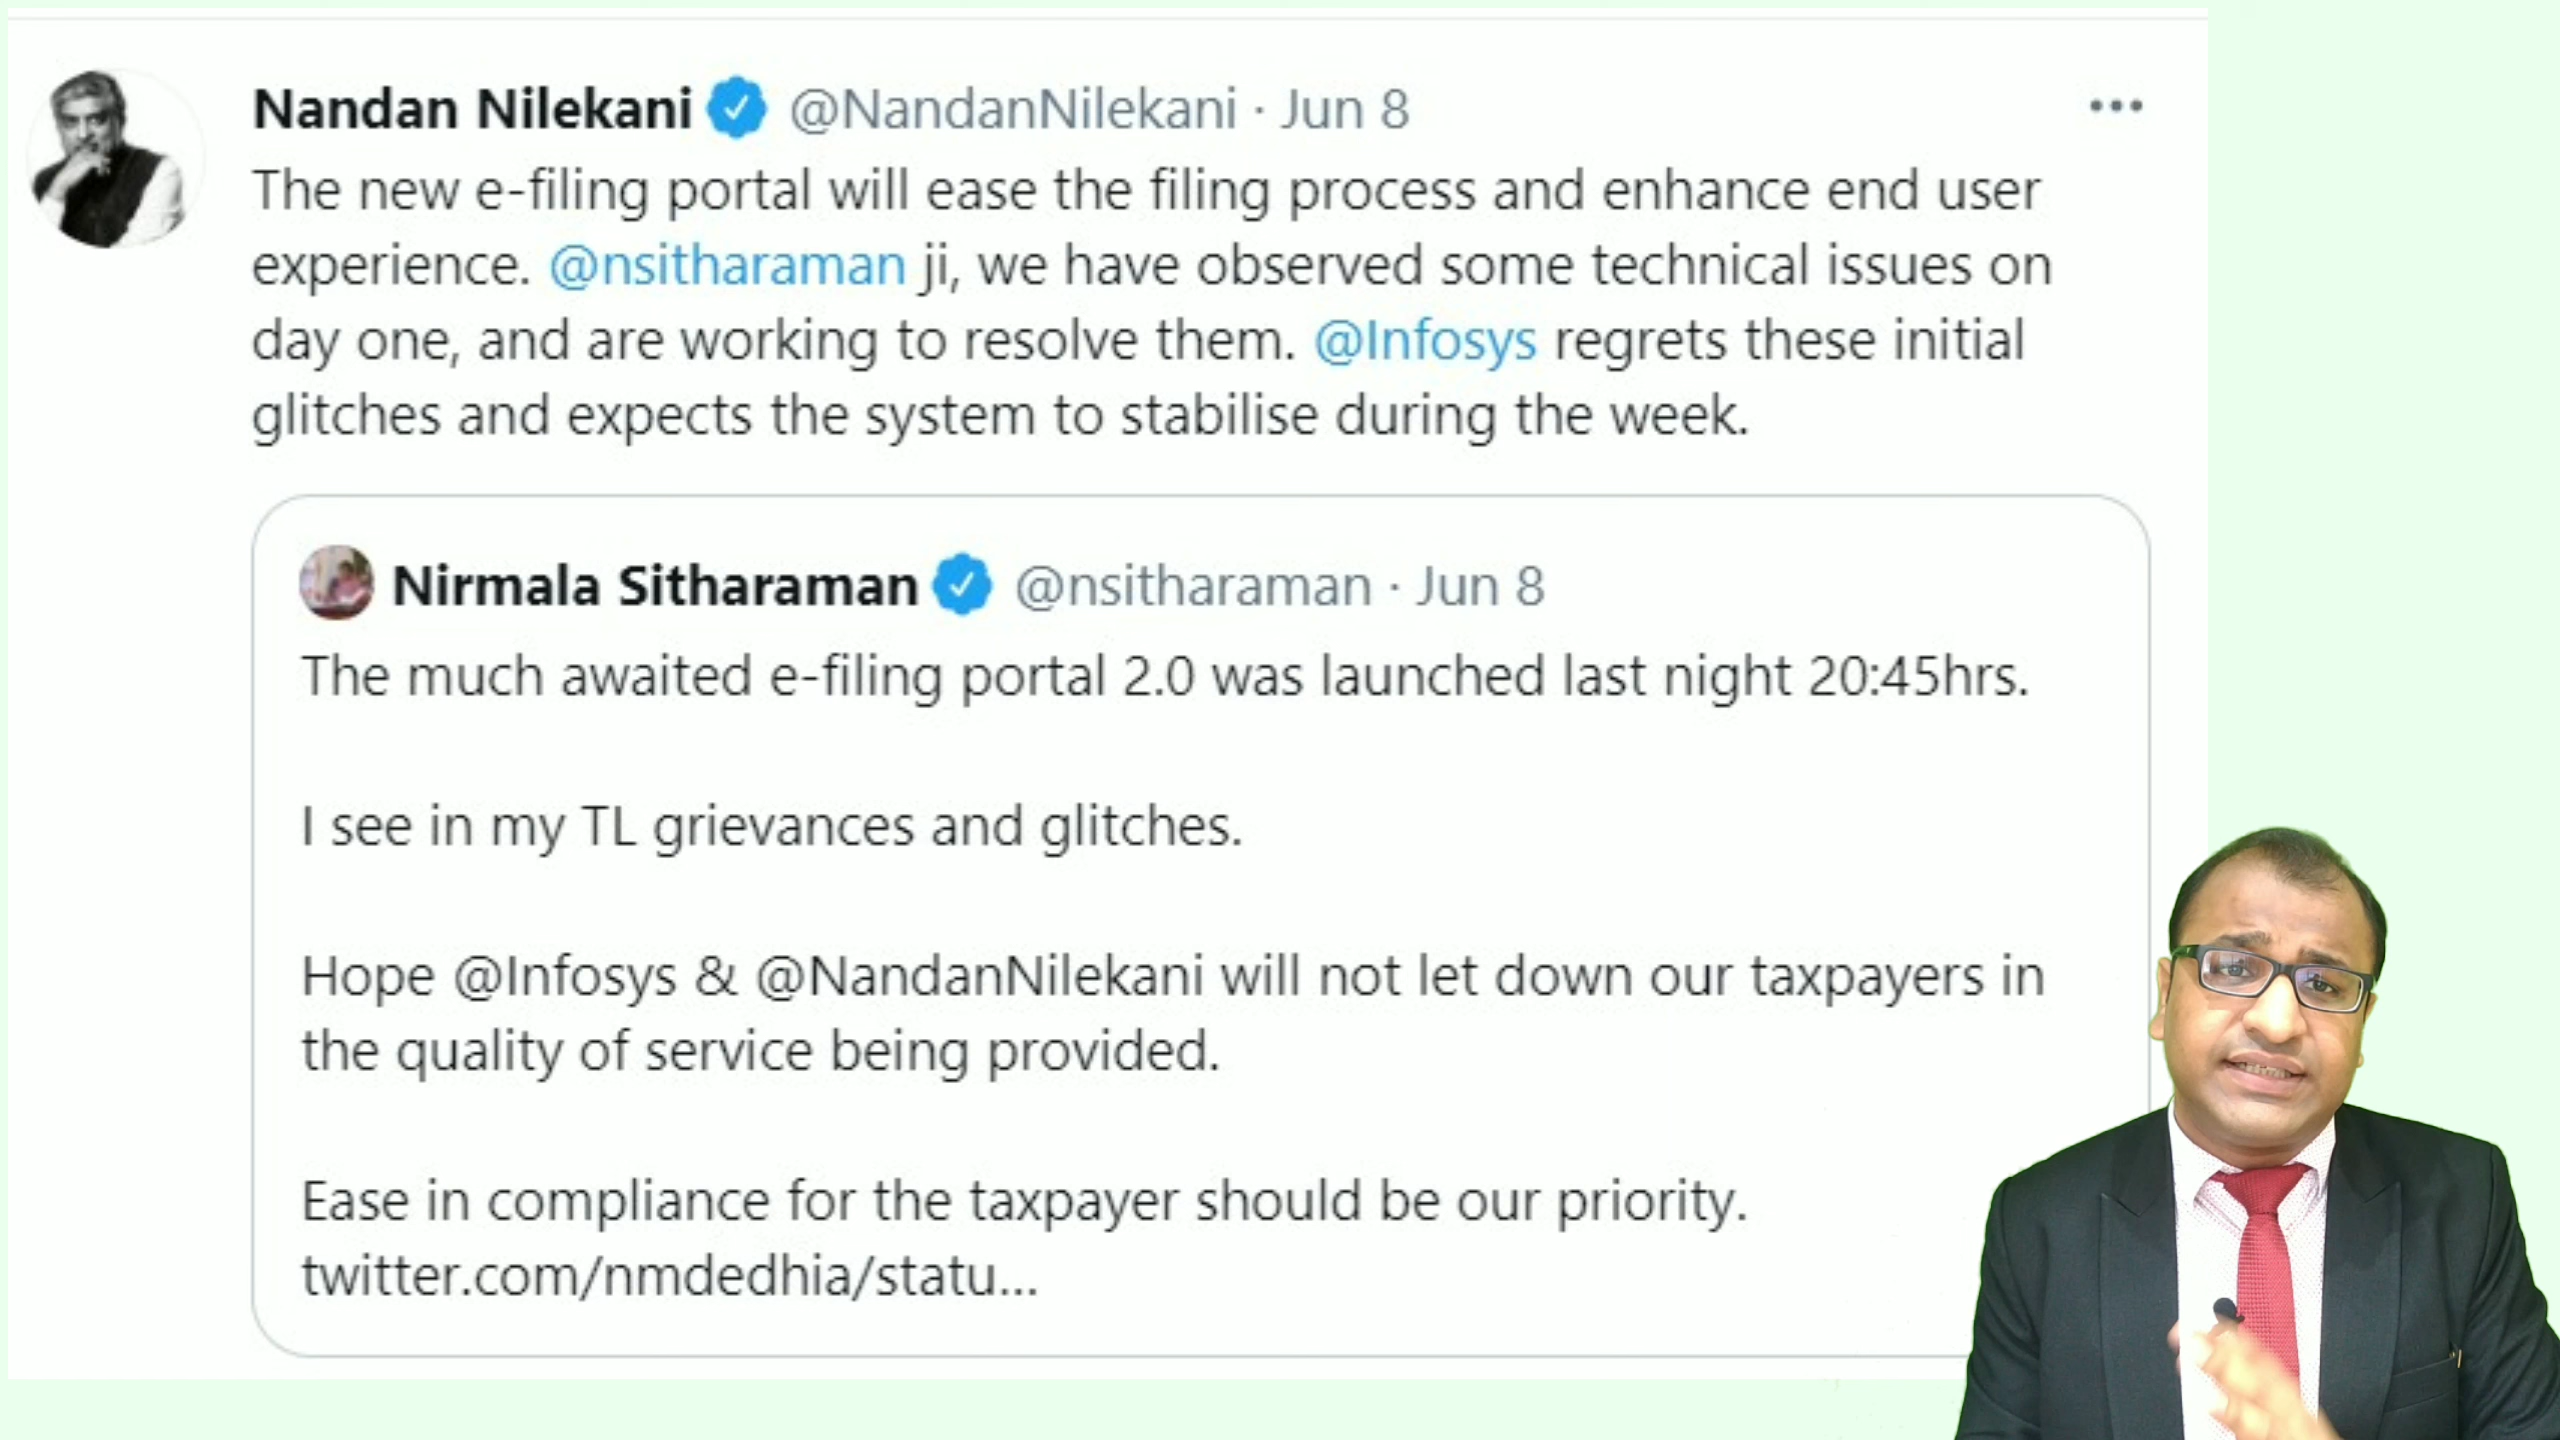 Nandan Nilekani @NandanNilekani · Jun 8
The new e-filing portal will ease the filing process and enhance end user
experience. @nsitharaman ji, we have observed some technical issues on
day one, and are working to resolve them. @Infosys regrets these initial
glitches and expects the system to stabilise during the week.
Nirmala Sitharaman @nsitharaman · Jun 8
The much awaited e-filing portal 2.0 was launched last night 20:45hrs.
I see in my TL grievances and glitches.
Hope @Infosys & @NandanNilekani will not let down our taxpayers in
the quality of service being provided.
Ease in compliance for the taxpayer should be our priority.
twitter.com/nmdedhia/statu...